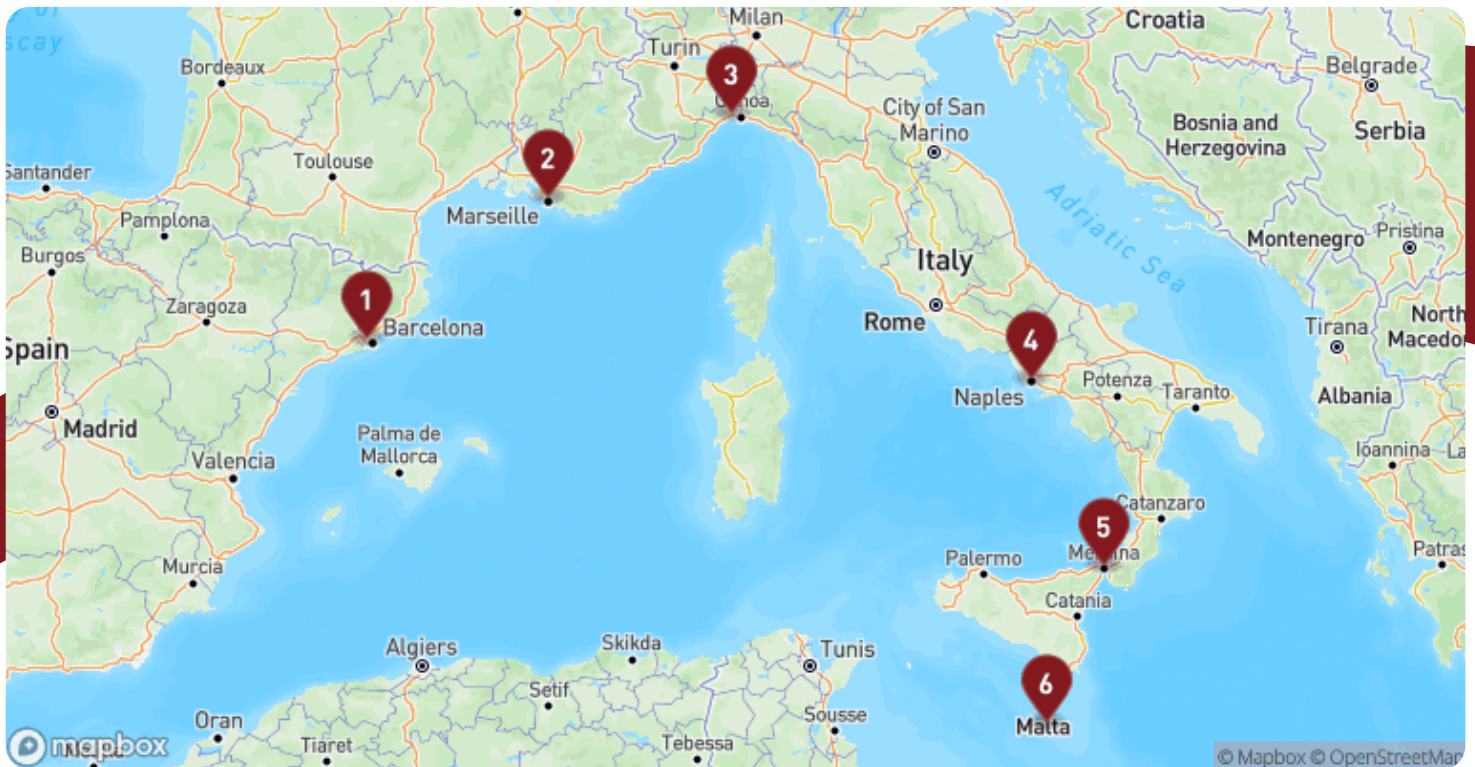 Croatia
Milan
Turin
3
Bordeaux
Belgrade
City of San
Marino
Bosnia and
Herzegovina
Serbia
2
Toulouse
Santander
Marseille
Pamplona
Adriatic Sea
Montenegro
Pristina
Burgos
Italy
1
Zaragoza
Barcelona
Rome
4
Tirana
North
Spain
Naples
Potenza
Taranto
Albania
Madrid
Palma de
Mallorca
Valencia
Ioannina
La
Catanzaro
5
Palermo
Murcia
Patras
Catania
Algiers
Skikda
Tunis
6
Setif
Oran
Sousse
Malta
mapbox
Tiaret
Tebessa
© Mapbox © OpenStreetMap